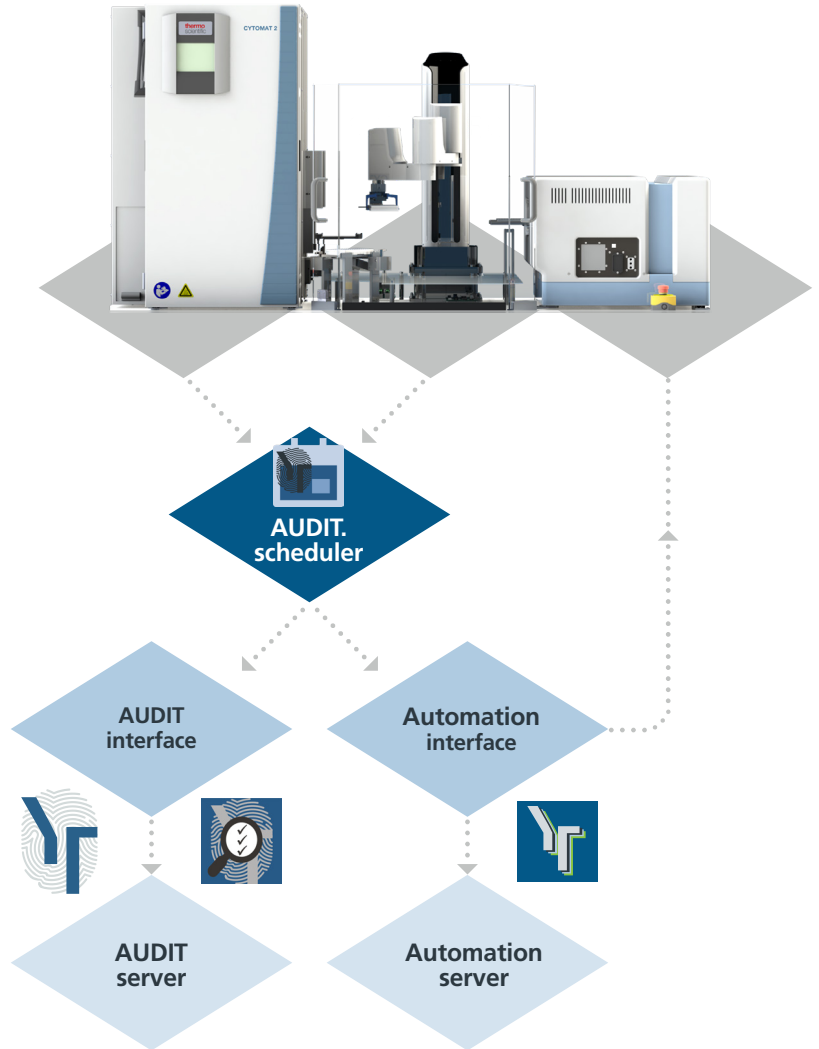 thermo
scientific
CYTOMAT 2
AUDIT.
scheduler
AUDIT
interface
Automation
interface
AUDIT
server
Automation
server